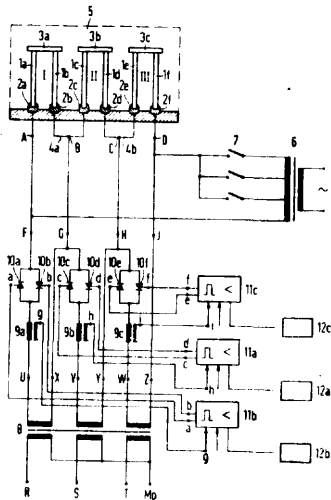 5
3a 3b 3c
1a I 1b 1c II 1d 1e III 1f
2a 2b 2c 2d 2e 2f
A 4a B C 4b D
7 6
~
F G H J
10a 10b 10c 10d 10e 10f
a b c d e f
f e 11c
9a g 9b h 9c i
i 12c
d c 11a
h 12a
U X V Y W Z
b a 11b
8
g 12b
R S T Mp